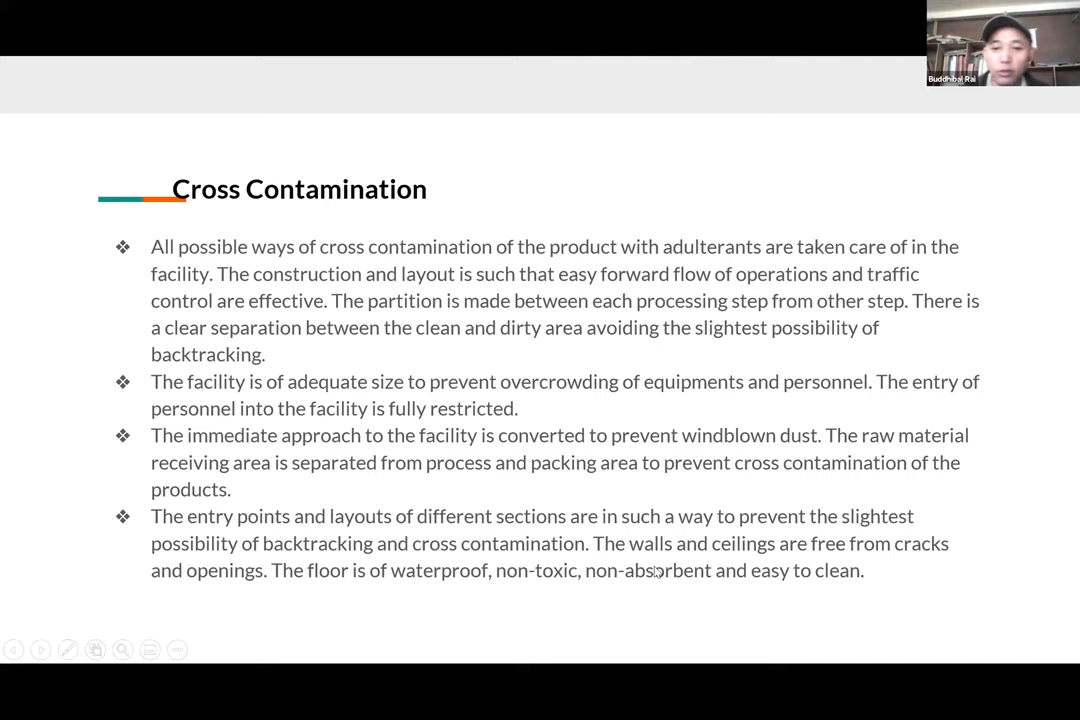 Buddhibal Rai
Cross Contamination
❖ All possible ways of cross contamination of the product with adulterants are taken care of in the
facility. The construction and layout is such that easy forward flow of operations and traffic
control are effective. The partition is made between each processing step from other step. There is
a clear separation between the clean and dirty area avoiding the slightest possibility of
backtracking.
❖ The facility is of adequate size to prevent overcrowding of equipments and personnel. The entry of
personnel into the facility is fully restricted.
❖ The immediate approach to the facility is converted to prevent windblown dust. The raw material
receiving area is separated from process and packing area to prevent cross contamination of the
products.
❖ The entry points and layouts of different sections are in such a way to prevent the slightest
possibility of backtracking and cross contamination. The walls and ceilings are free from cracks
and openings. The floor is of waterproof, non-toxic, non-absorbent and easy to clean.